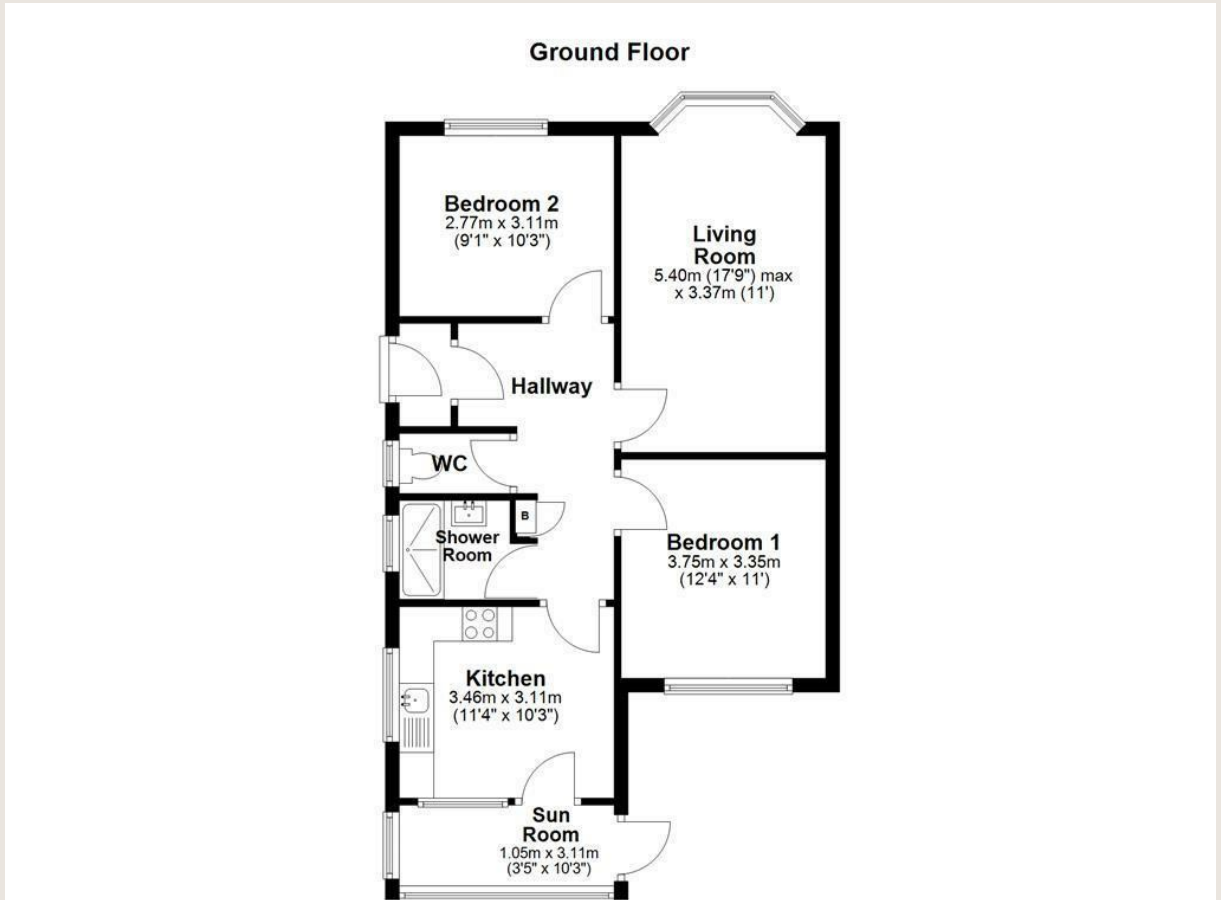 Ground Floor
Bedroom 2
2.77m x 3.11m
(9'1" x 10'3")
Living
Room
5.40m (17'9") max
x 3.37m (11')
Hallway
WC
B
Shower
Room
Bedroom 1
3.75m x 3.35m
(12'4" x 11')
Kitchen
3.46m x 3.11m
(11'4" x 10'3")
Sun
Room
1.05m x 3.11m
(3'5" x 10'3")